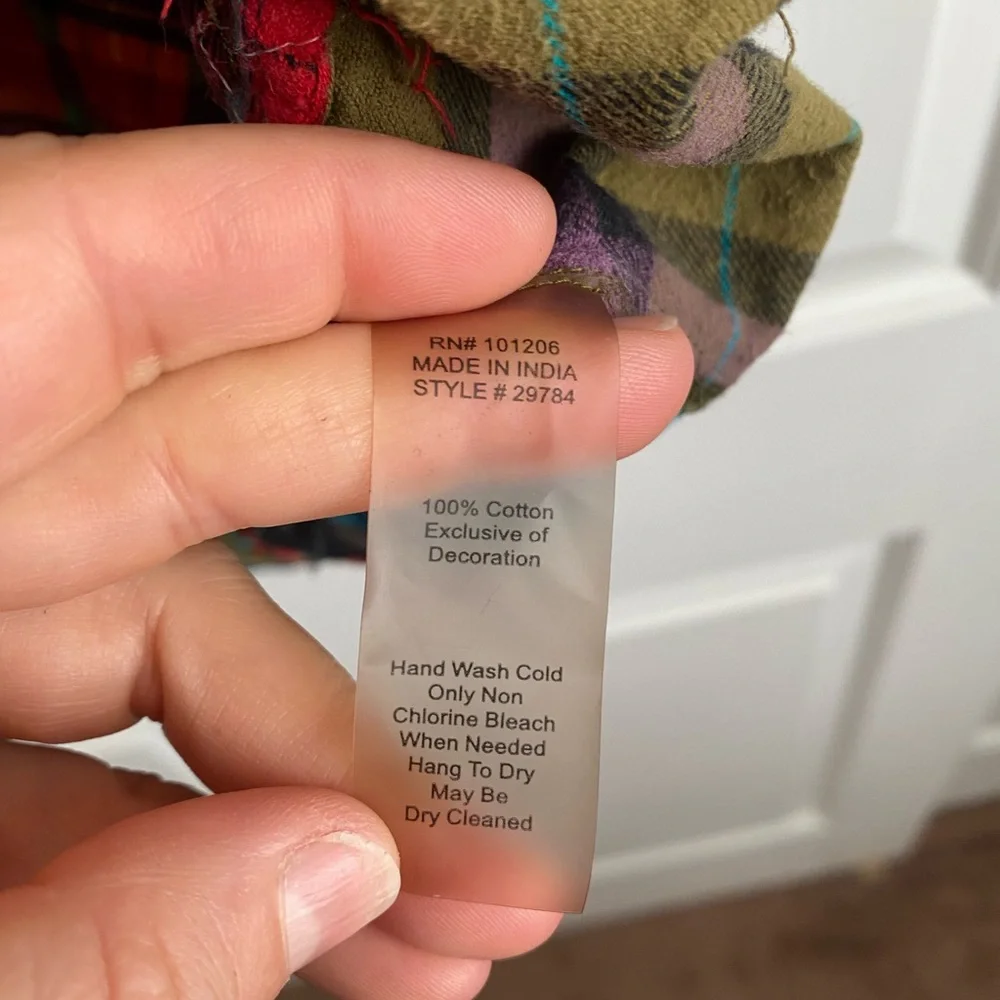 RN# 101206
MADE IN INDIA
STYLE # 29784
100% Cotton
Exclusive of
Decoration
Hand Wash Cold
Only Non
Chlorine Bleach
When Needed
Hang To Dry
May Be
Dry Cleaned